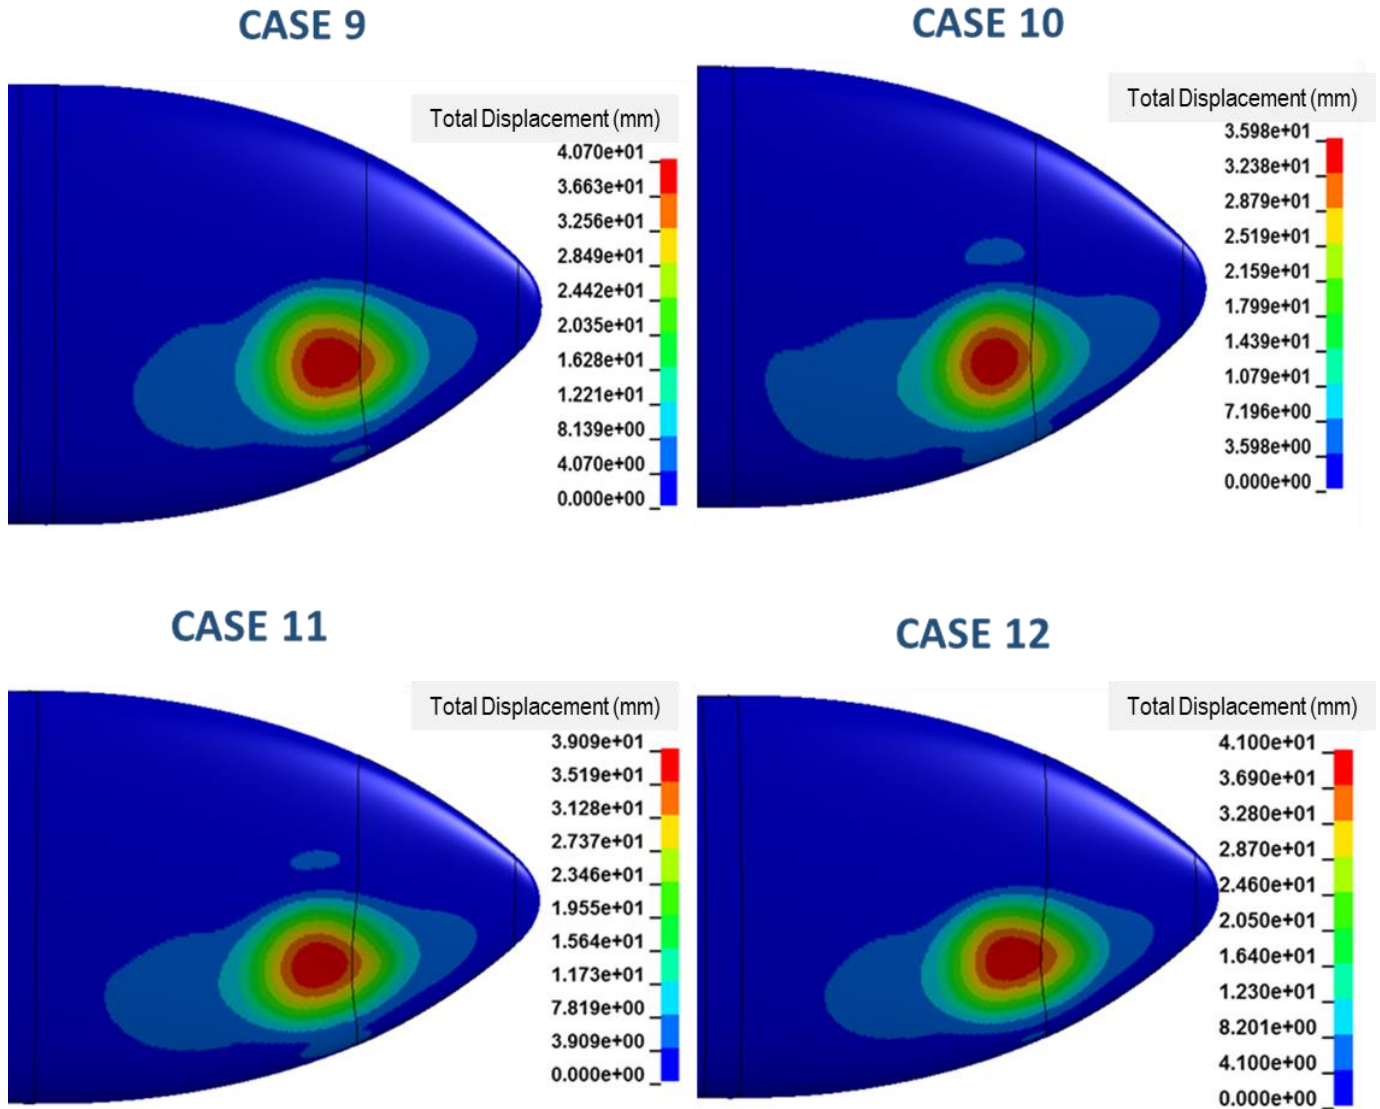 CASE 9
Total Displacement (mm)
4.070e+01
3.663e+01
3.256e+01
2.849e+01
2.442e+01
2.035e+01
1.628e+01
1.221e+01
8.139e+00
4.070e+00
0.000e+00
CASE 10
Total Displacement (mm)
3.598e+01
3.238e+01
2.879e+01
2.519e+01
2.159e+01
1.799e+01
1.439e+01
1.079e+01
7.196e+00
3.598e+00
0.000e+00
CASE 11
Total Displacement (mm)
3.909e+01
3.519e+01
3.128e+01
2.737e+01
2.346e+01
1.955e+01
1.564e+01
1.173e+01
7.819e+00
3.909e+00
0.000e+00
CASE 12
Total Displacement (mm)
4.100e+01
3.690e+01
3.280e+01
2.870e+01
2.460e+01
2.050e+01
1.640e+01
1.230e+01
8.201e+00
4.100e+00
0.000e+00